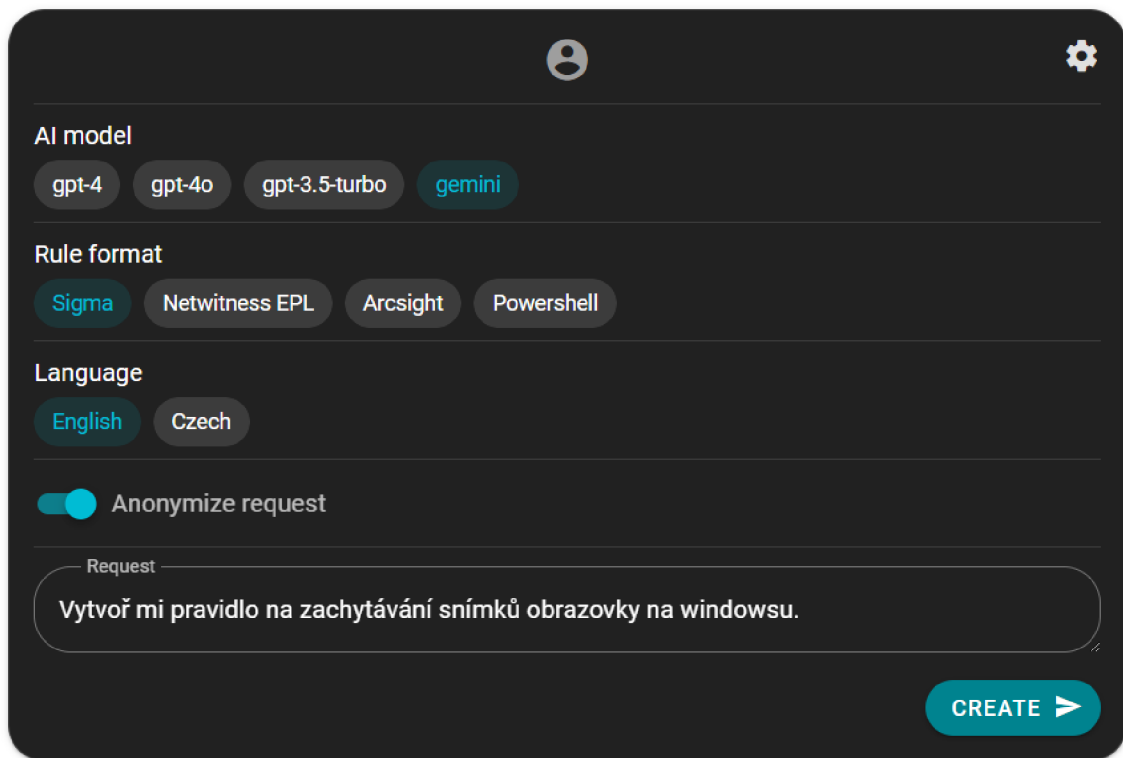 AI model
gpt-4 gpt-4o gpt-3.5-turbo gemini
Rule format
Sigma Netwitness EPL Arcsight Powershell
Language
English Czech
Anonymize request
Request
Vytvoř mi pravidlo na zachytávání snímků obrazovky na windowsu.
CREATE